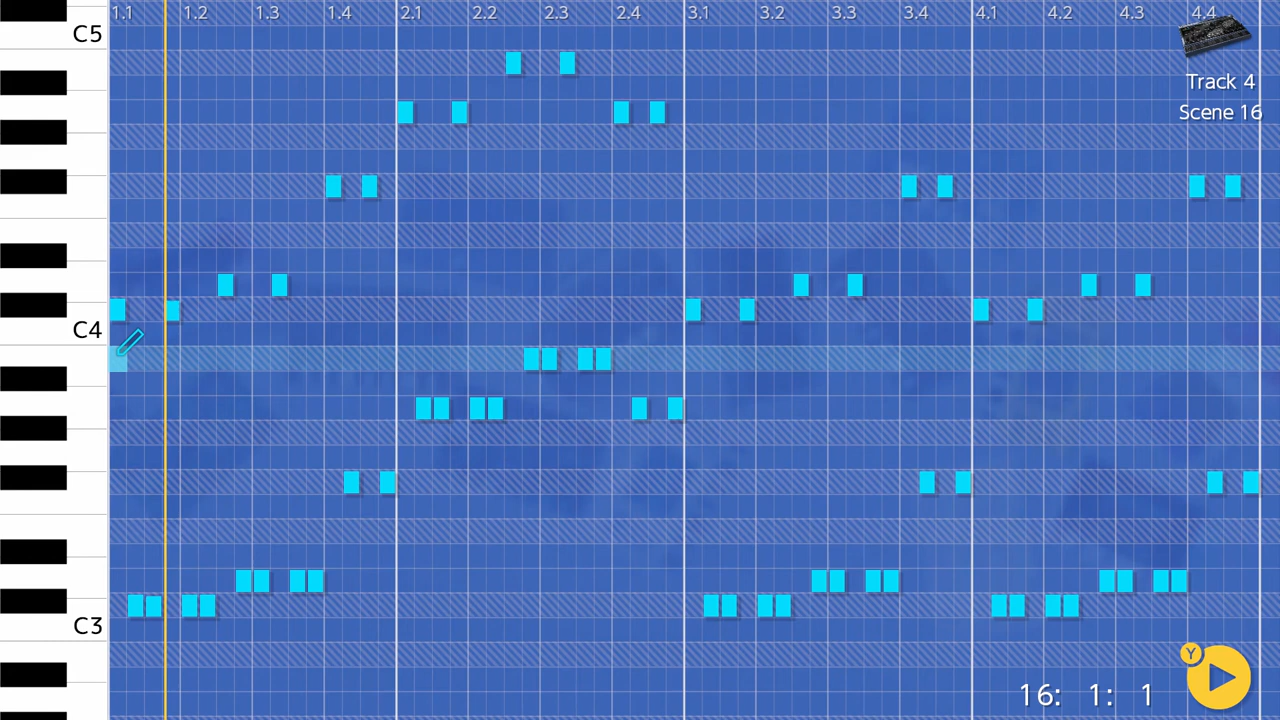 1.1 1.2 1.3 1.4 2.1 2.2 2.3 2.4 3.1 3.2 3.3 3.4 4.1 4.2 4.3 4.4
C5
Track 4
Scene 16
C4
C3
Y
16: 1: 1